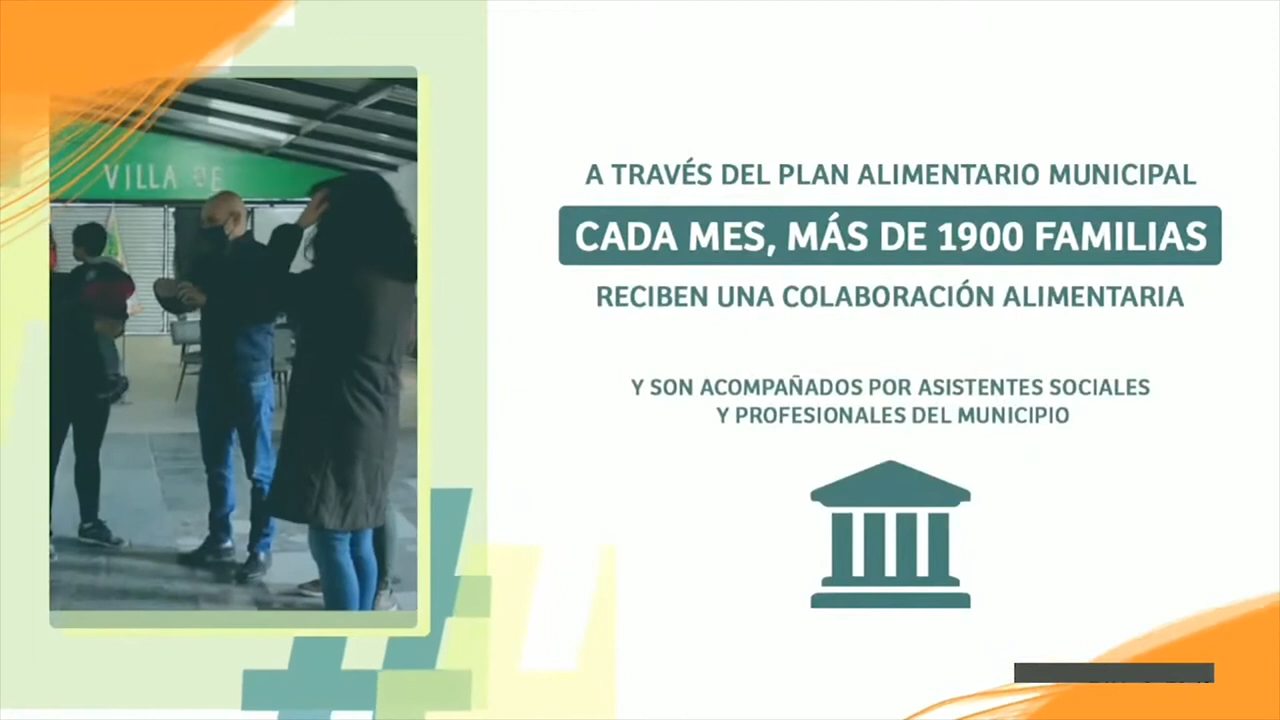 VILLA
A TRAVÉS DEL PLAN ALIMENTARIO MUNICIPAL
CADA MES, MÁS DE 1900 FAMILIAS
RECIBEN UNA COLABORACIÓN ALIMENTARIA
Y SON ACOMPAÑADOS POR ASISTENTES SOCIALES
Y PROFESIONALES DEL MUNICIPIO